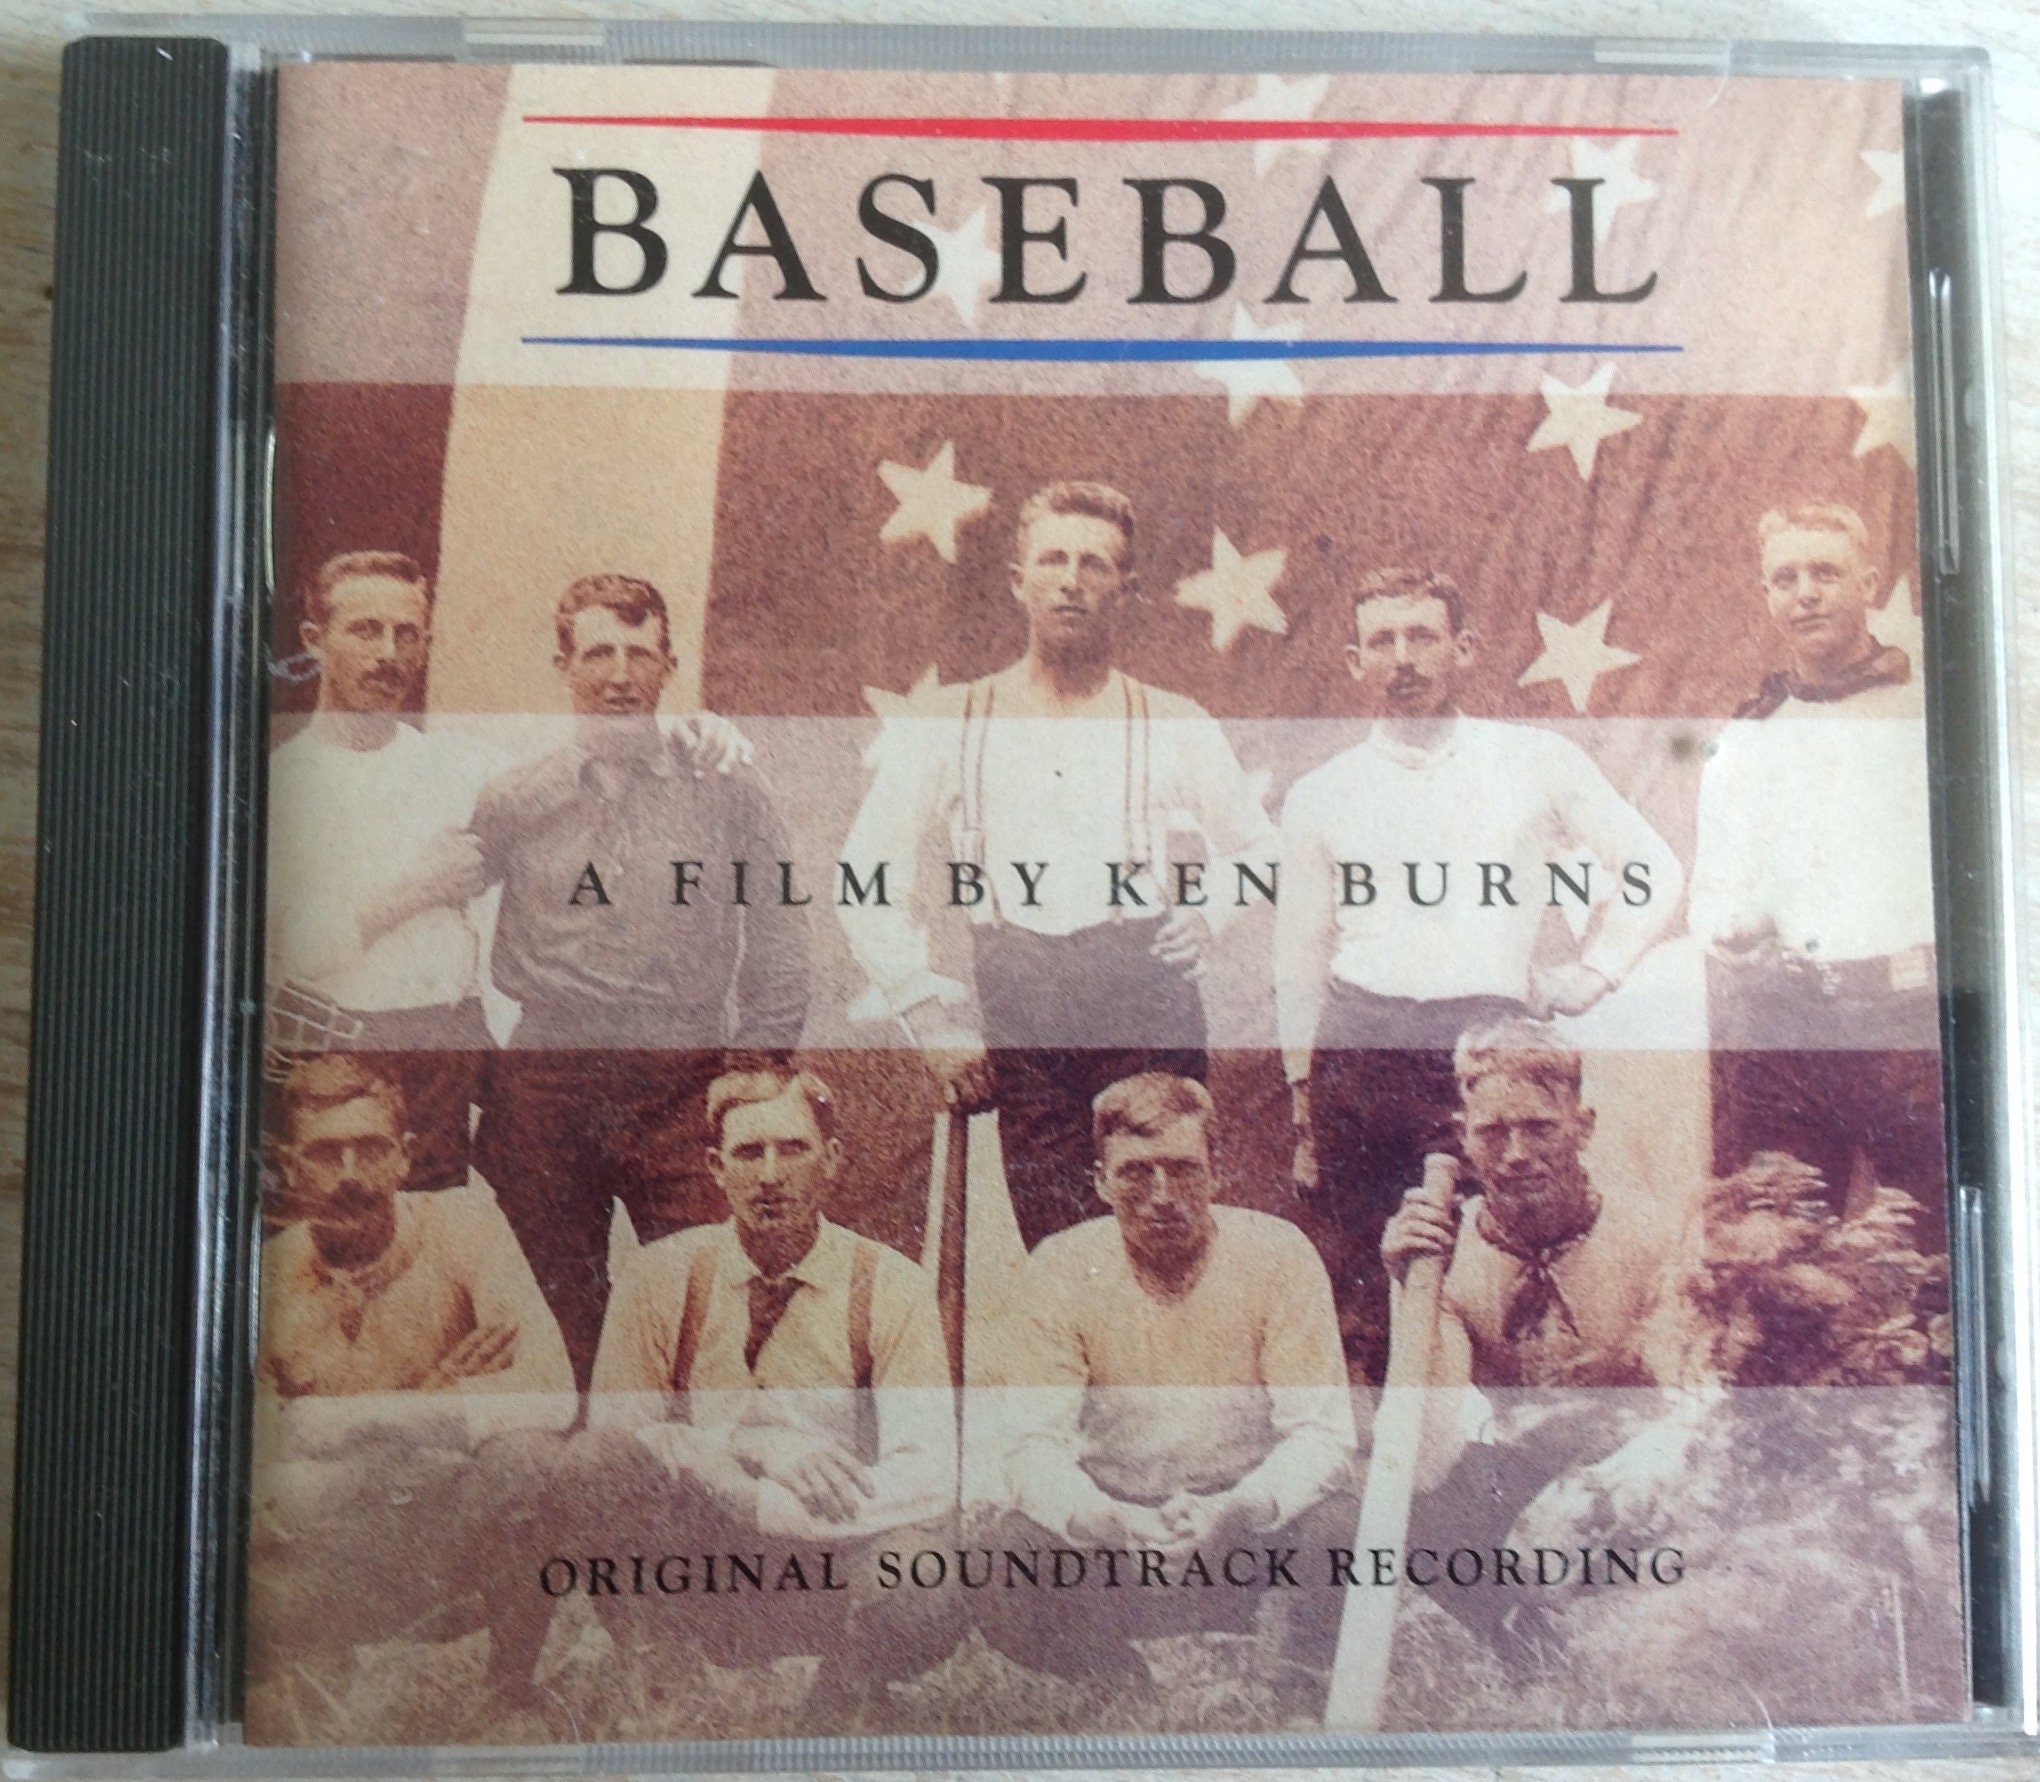 BASEBALL
A FILM BY KEN BURNS
ORIGINAL SOUNDTRACK RECORDING